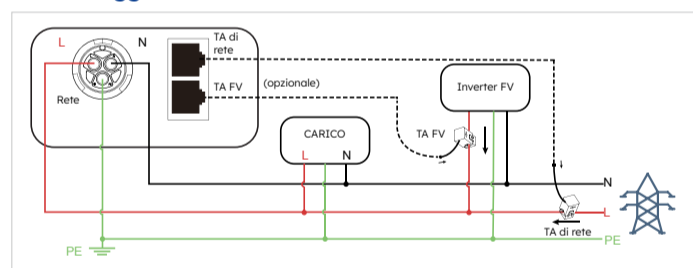 L
N
TA di
rete
TA FV
(opzionale)
Rete
Inverter FV
CARICO
L
N
TA FV
N
L
TA di rete
PE
PE